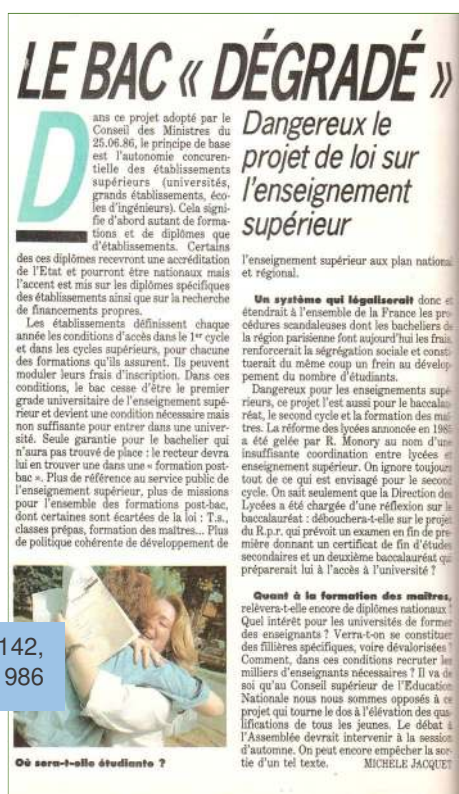 LE BAC « DÉGRADÉ »
Dans ce projet adopté par le
Conseil des Ministres du
25.06.86, le principe de base
est l'autonomie concuren-
tielle des établissements
supérieurs (universités,
grands établissements, éco-
les d'ingénieurs). Cela signi-
fie d'abord autant de forma-
tions et de diplômes que
d'établissements. Certains
des ces diplômes recevront une accréditation
de l'Etat et pourront être nationaux mais
l'accent est mis sur les diplômes spécifiques
des établissements ainsi que sur la recherche
de financements propres.
Les établissements définissent chaque
année les conditions d'accès dans le 1er cycle
et dans les cycles supérieurs, pour chacune
des formations qu'ils assurent. Ils peuvent
moduler leurs frais d'inscription. Dans ces
conditions, le bac cesse d'être le premier
grade universitaire de l'enseignement supé-
rieur et devient une condition nécessaire mais
non suffisante pour entrer dans une univer-
sité. Seule garantie pour le bachelier qui
n'aura pas trouvé de place : le recteur devra
lui en trouver une dans une « formation post-
bac ». Plus de référence au service public de
l'enseignement supérieur, plus de missions
pour l'ensemble des formations post-bac,
dont certaines sont écartées de la loi : T.s.,
classes prépas, formation des maîtres... Plus
de politique cohérente de développement de
142,
986
Où sera-t-elle étudiante ?
Dangereux le
projet de loi sur
l'enseignement
supérieur
l'enseignement supérieur aux plan national
et régional.
Un système qui légaliserait donc et
étendrait à l'ensemble de la France les pro-
cédures scandaleuses dont les bacheliers de
la région parisienne font aujourd'hui les frais,
renforcerait la ségrégation sociale et consti-
tuerait du même coup un frein au dévelop-
pement du nombre d'étudiants.
Dangereux pour les enseignements supé-
rieurs, ce projet l'est aussi pour le baccalau-
réat, le second cycle et la formation des maî-
tres. La réforme des lycées annoncée en 1985
a été gelée par R. Monory au nom d'une
insuffisante coordination entre lycées et
enseignement supérieur. On ignore toujours
tout de ce qui est envisagé pour le second
cycle. On sait seulement que la Direction des
Lycées a été chargée d'une réflexion sur le
baccalauréat : débouchera-t-elle sur le projet
du R.p.r. qui prévoit un examen en fin de pre-
mière donnant un certificat de fin d'études
secondaires et un deuxième baccalauréat qui
préparerait lui à l'accès à l'université ?
Quant à la formation des maîtres,
relèvera-t-elle encore de diplômes nationaux ?
Quel intérêt pour les universités de former
des enseignants ? Verra-t-on se constituer
des fillières spécifiques, voire dévalorisées ?
Comment, dans ces conditions recruter les
milliers d'enseignants nécessaires ? Il va de
soi qu'au Conseil supérieur de l'Education
Nationale nous nous sommes opposés à ce
projet qui tourne le dos à l'élévation des qua-
lifications de tous les jeunes. Le débat à
l'Assemblée devrait intervenir à la session
d'automne. On peut encore empêcher la sor-
tie d'un tel texte. MICHÈLE JACQUET